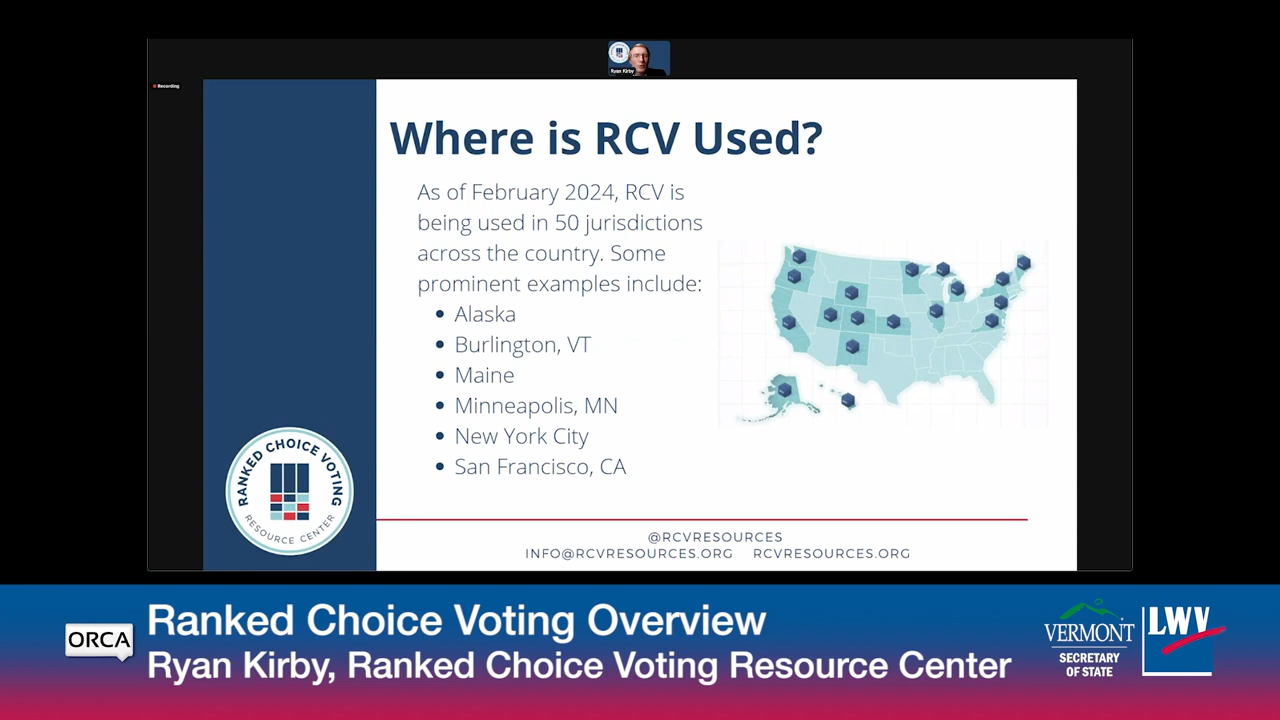 Ryan Kirby
Recording
Where is RCV Used?
As of February 2024, RCV is
being used in 50 jurisdictions
across the country. Some
prominent examples include:
• Alaska
• Burlington, VT
• Maine
• Minneapolis, MN
• New York City
• San Francisco, CA
RANKED CHOICE VOTING
RESOURCE CENTER
@RCVRESOURCES
INFO@RCVRESOURCES.ORG RCVRESOURCES.ORG
ORCA
Ranked Choice Voting Overview
Ryan Kirby, Ranked Choice Voting Resource Center
VERMONT
SECRETARY
OF STATE
LWV